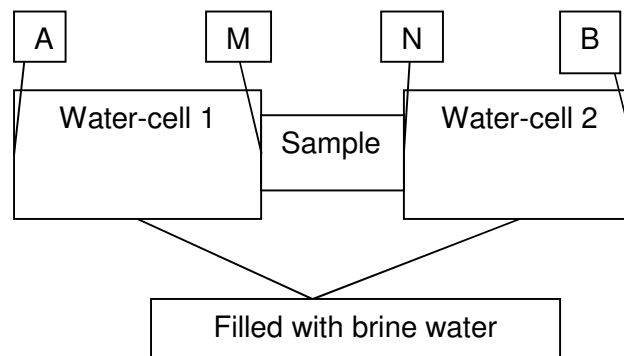 A
M
N
B
Water-cell 1
Sample
Water-cell 2
Filled with brine water